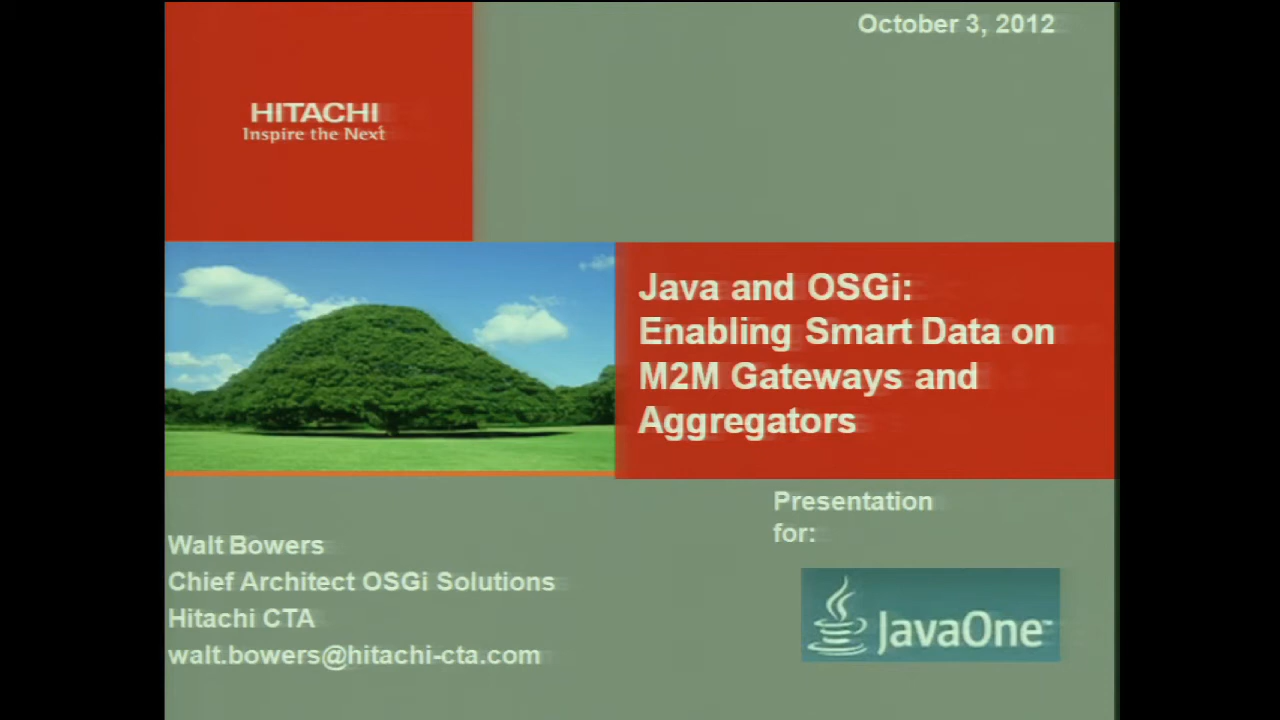 October 3, 2012
HITACHI
Inspire the Next
Java and OSGi:
Enabling Smart Data on
M2M Gateways and
Aggregators
Presentation
for:
Walt Bowers
Chief Architect OSGi Solutions
Hitachi CTA
walt.bowers@hitachi-cta.com
JavaOne™